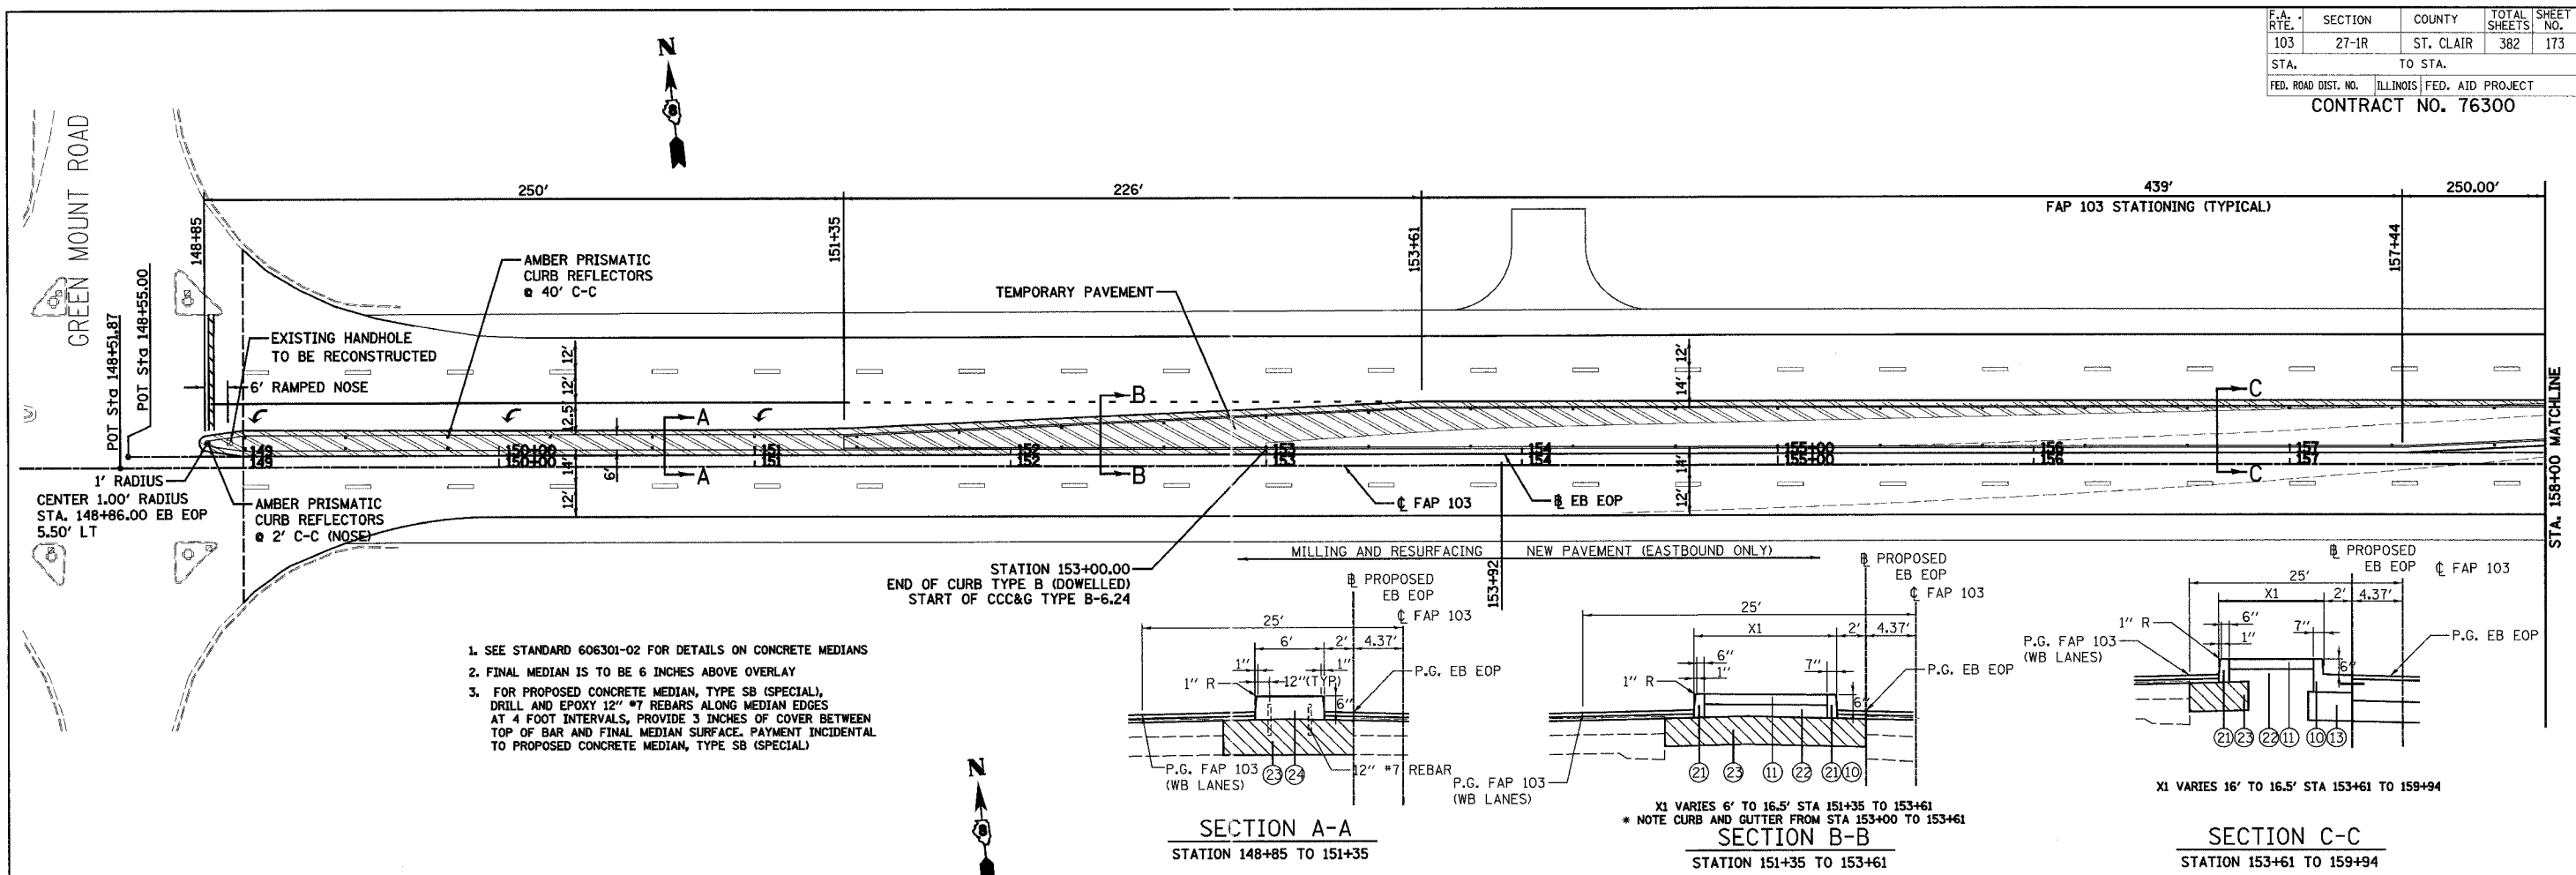 F.A. RTE. SECTION COUNTY TOTAL SHEETS SHEET NO.
103 27-1R ST. CLAIR 382 173
STA. TO STA.
FED. ROAD DIST. NO. ILLINOIS FED. AID PROJECT
CONTRACT NO. 76300
N
8
250'
226'
439'
250.00'
FAP 103 STATIONING (TYPICAL)
GREEN MOUNT ROAD
148+85
151+35
153+61
157+44
POT Sta 148+51.87
POT Sta 148+55.00
AMBER PRISMATIC
CURB REFLECTORS
@ 40' C-C
TEMPORARY PAVEMENT
EXISTING HANDHOLE
TO BE RECONSTRUCTED
6' RAMPED NOSE
12'
12'
12.5'
12'
14'
B
C
A
149
150+00
151
152
153
154
155+00
156
157
149
150+00
151
152
153
154
155+00
156
157
A
B
C
6'
14'
12'
14'
12'
1' RADIUS
CENTER 1.00' RADIUS
STA. 148+86.00 EB EOP
5.50' LT
AMBER PRISMATIC
CURB REFLECTORS
@ 2' C-C (NOSE)
℄ FAP 103
B EB EOP
STA. 158+00 MATCHLINE
STATION 153+00.00
END OF CURB TYPE B (DOWELLED)
START OF CCC&G TYPE B-6.24
MILLING AND RESURFACING
NEW PAVEMENT (EASTBOUND ONLY)
153+92
1. SEE STANDARD 606301-02 FOR DETAILS ON CONCRETE MEDIANS
2. FINAL MEDIAN IS TO BE 6 INCHES ABOVE OVERLAY
3. FOR PROPOSED CONCRETE MEDIAN, TYPE SB (SPECIAL),
DRILL AND EPOXY 12" #7 REBARS ALONG MEDIAN EDGES
AT 4 FOOT INTERVALS, PROVIDE 3 INCHES OF COVER BETWEEN
TOP OF BAR AND FINAL MEDIAN SURFACE. PAYMENT INCIDENTAL
TO PROPOSED CONCRETE MEDIAN, TYPE SB (SPECIAL)
N
8
B PROPOSED
EB EOP
℄ FAP 103
25'
6' 2' 4.37'
1" 1"
12"(TYP.)
1" R
6"
P.G. EB EOP
P.G. FAP 103
(WB LANES)
23 24
12" #7 REBAR
SECTION A-A
STATION 148+85 TO 151+35
B PROPOSED
EB EOP
℄ FAP 103
25'
X1 2' 4.37'
6"
1"
7"
1" R
6"
P.G. EB EOP
P.G. FAP 103
(WB LANES)
21 23 11 22 21 10
X1 VARIES 6' TO 16.5' STA 151+35 TO 153+61
* NOTE CURB AND GUTTER FROM STA 153+00 TO 153+61
SECTION B-B
STATION 151+35 TO 153+61
B PROPOSED
EB EOP ℄ FAP 103
25'
X1 2' 4.37'
6"
1"
7"
1" R
6"
P.G. FAP 103
(WB LANES)
P.G. EB EOP
21 23 22 11 10 13
X1 VARIES 16' TO 16.5' STA 153+61 TO 159+94
SECTION C-C
STATION 153+61 TO 159+94